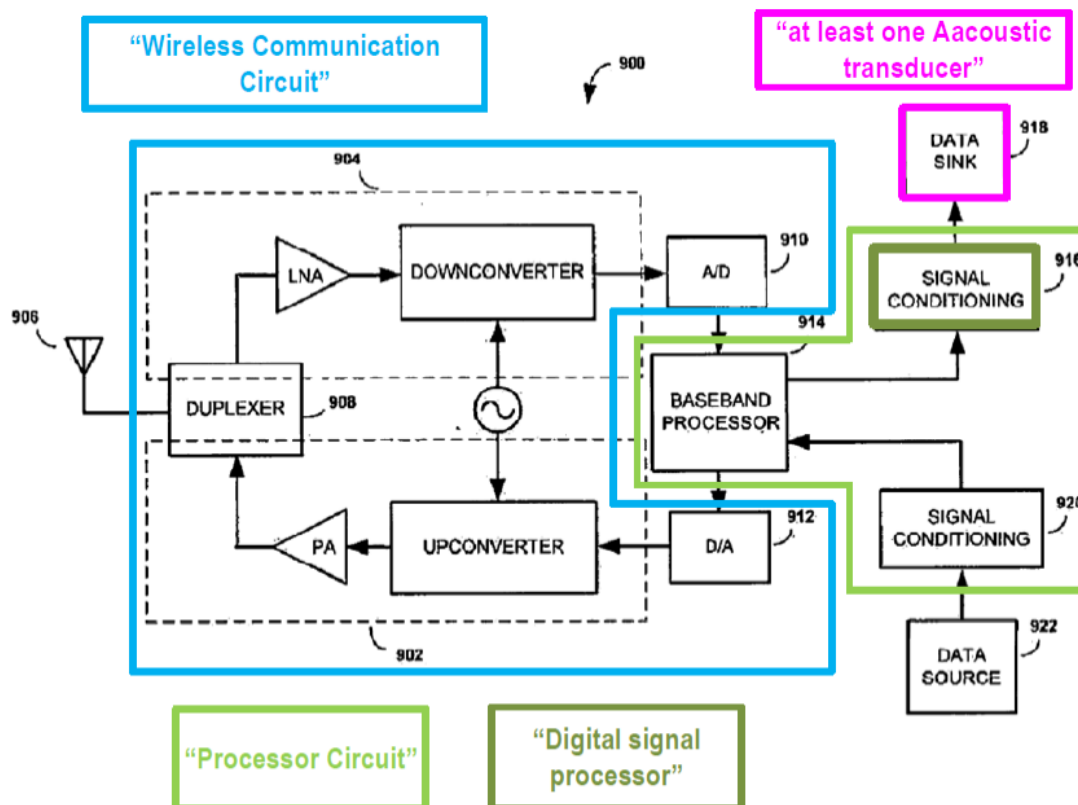 “Wireless Communication
Circuit”
“at least one Aacoustic
transducer”
900
918
DATA
SINK
904
910
916
LNA
DOWNCONVERTER
A/D
SIGNAL
CONDITIONING
906
914
DUPLEXER
908
BASEBAND
PROCESSOR
912
920
PA
UPCONVERTER
D/A
SIGNAL
CONDITIONING
902
922
DATA
SOURCE
“Processor Circuit”
“Digital signal
processor”